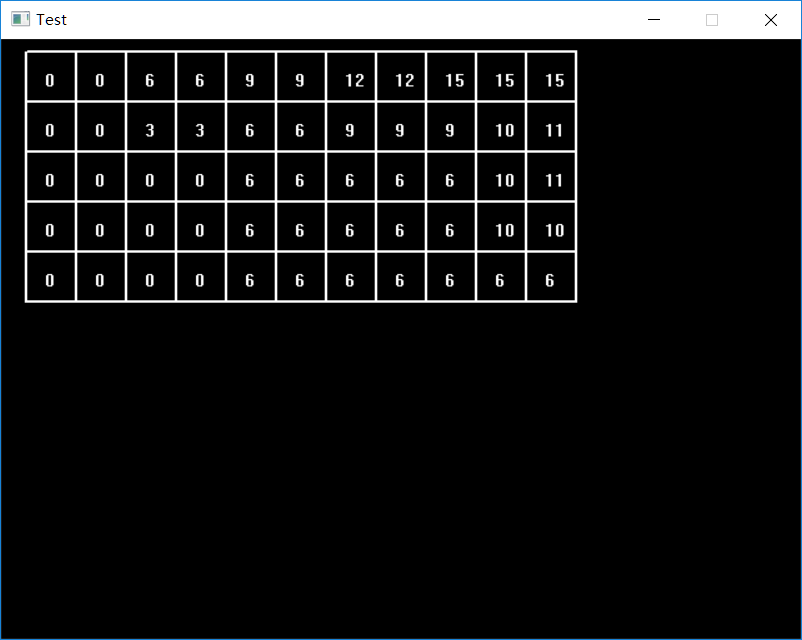 Test
0 0 6 6 9 9 12 12 15 15 15
0 0 3 3 6 6 9 9 9 10 11
0 0 0 0 6 6 6 6 6 10 11
0 0 0 0 6 6 6 6 6 10 10
0 0 0 0 6 6 6 6 6 6 6